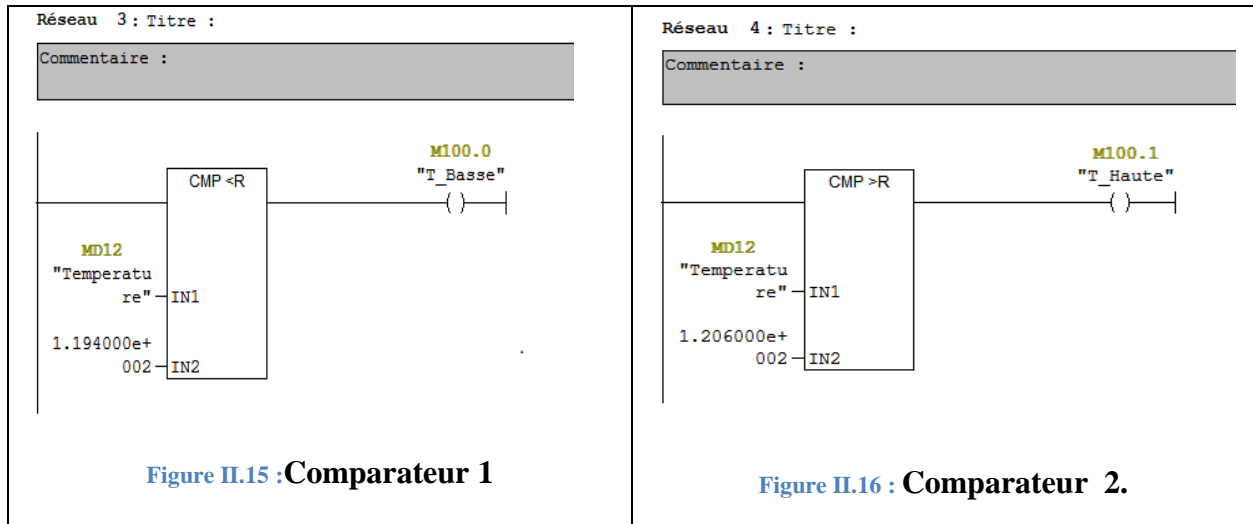 Réseau 3 : Titre :
Commentaire :
M100.0
"T_Basse"
CMP <R
( )
MD12
"Temperatu
re"
IN1
1.194000e+
002
IN2
Figure II.15 :Comparateur 1
Réseau 4 : Titre :
Commentaire :
M100.1
"T_Haute"
CMP >R
( )
MD12
"Temperatu
re"
IN1
1.206000e+
002
IN2
Figure II.16 : Comparateur 2.